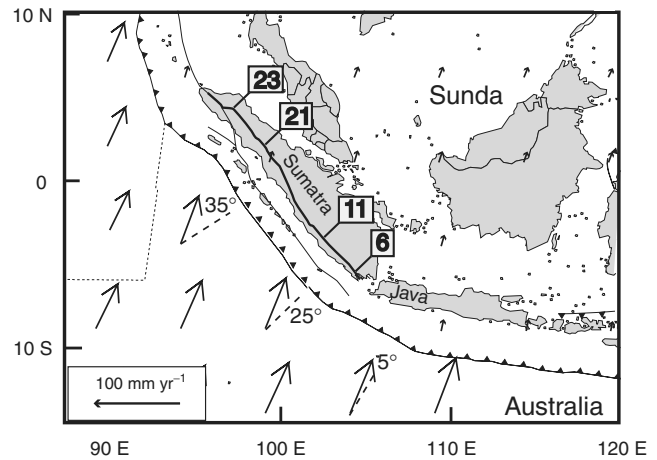 10 N
23
Sunda
21
Sumatra
0
35°
11
6
Java
25°
10 S
5°
100 mm yr⁻¹
Australia
90 E 100 E 110 E 120 E